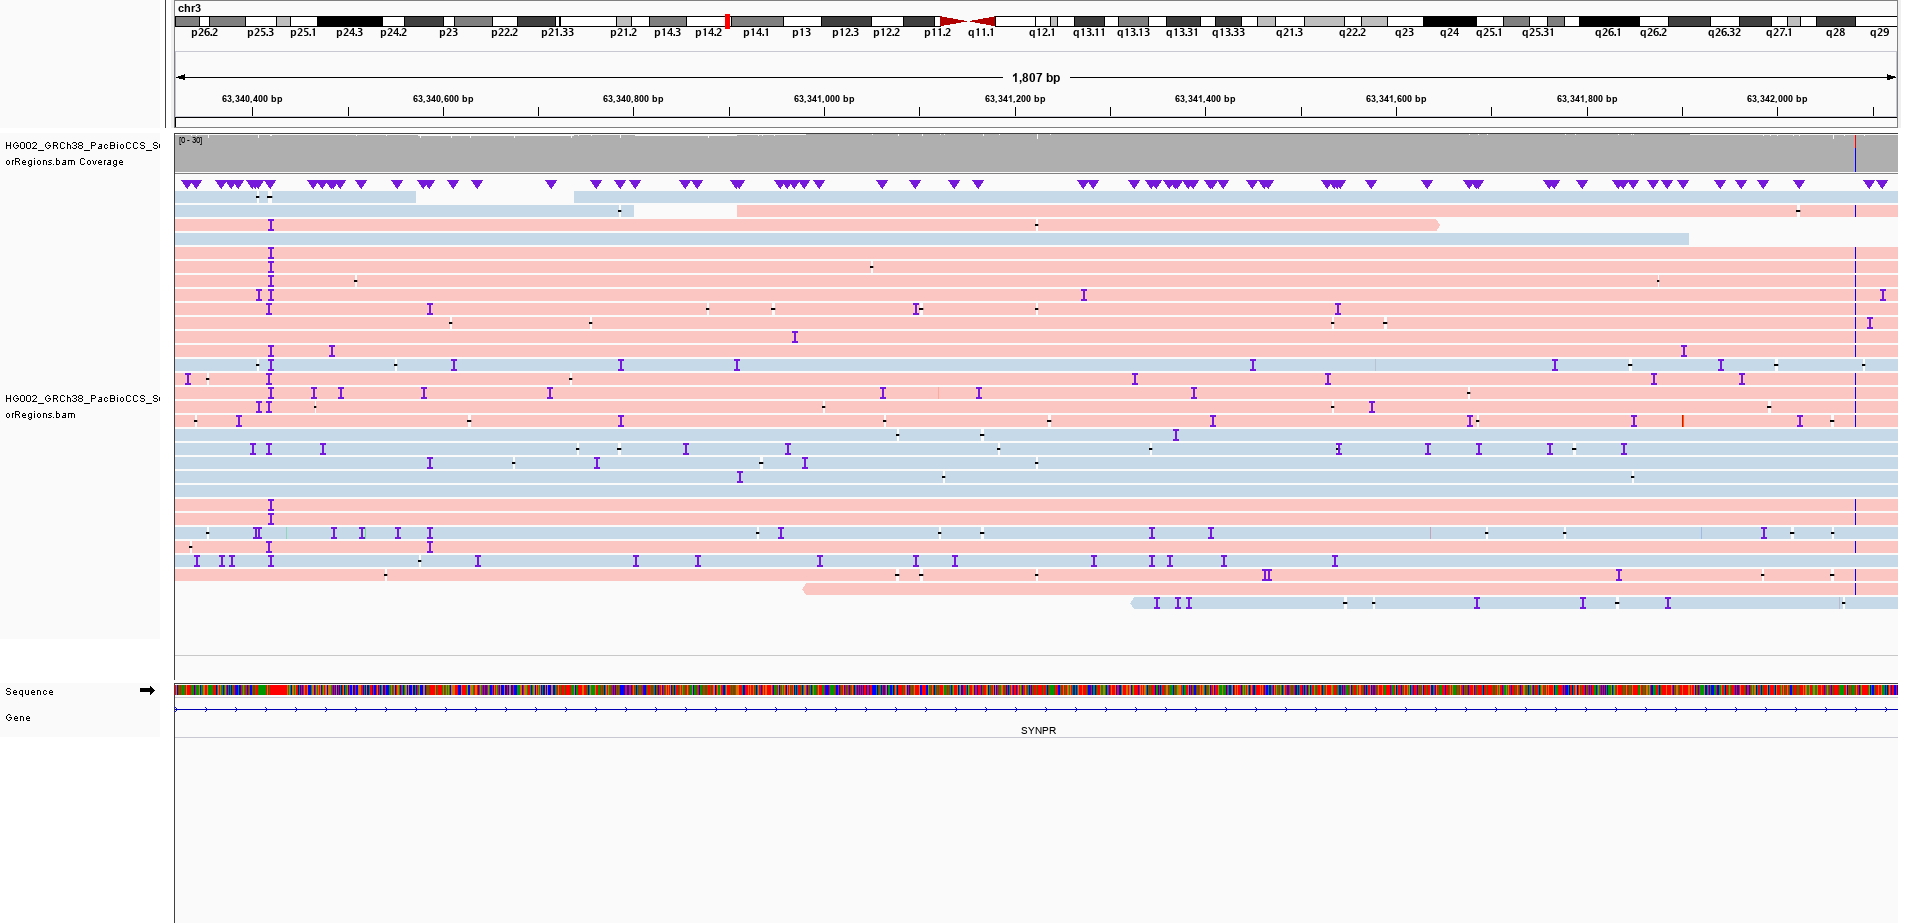 chr3
p26.2 p25.3 p25.1 p24.3 p24.2 p23 p22.2 p21.33 p21.2 p14.3 p14.2 p14.1 p13 p12.3 p12.2 p11.2 q11.1 q12.1 q13.11 q13.13 q13.31 q13.33 q21.3 q22.2 q23 q24 q25.1 q25.31 q26.1 q26.2 q26.32 q27.1 q28 q29
1,807 bp
63,340,400 bp 63,340,600 bp 63,340,800 bp 63,341,000 bp 63,341,200 bp 63,341,400 bp 63,341,600 bp 63,341,800 bp 63,342,000 bp
[0 - 30]
HG002_GRCh38_PacBioCCS_S
orRegions.bam Coverage
HG002_GRCh38_PacBioCCS_S
orRegions.bam
Sequence
Gene
SYNPR